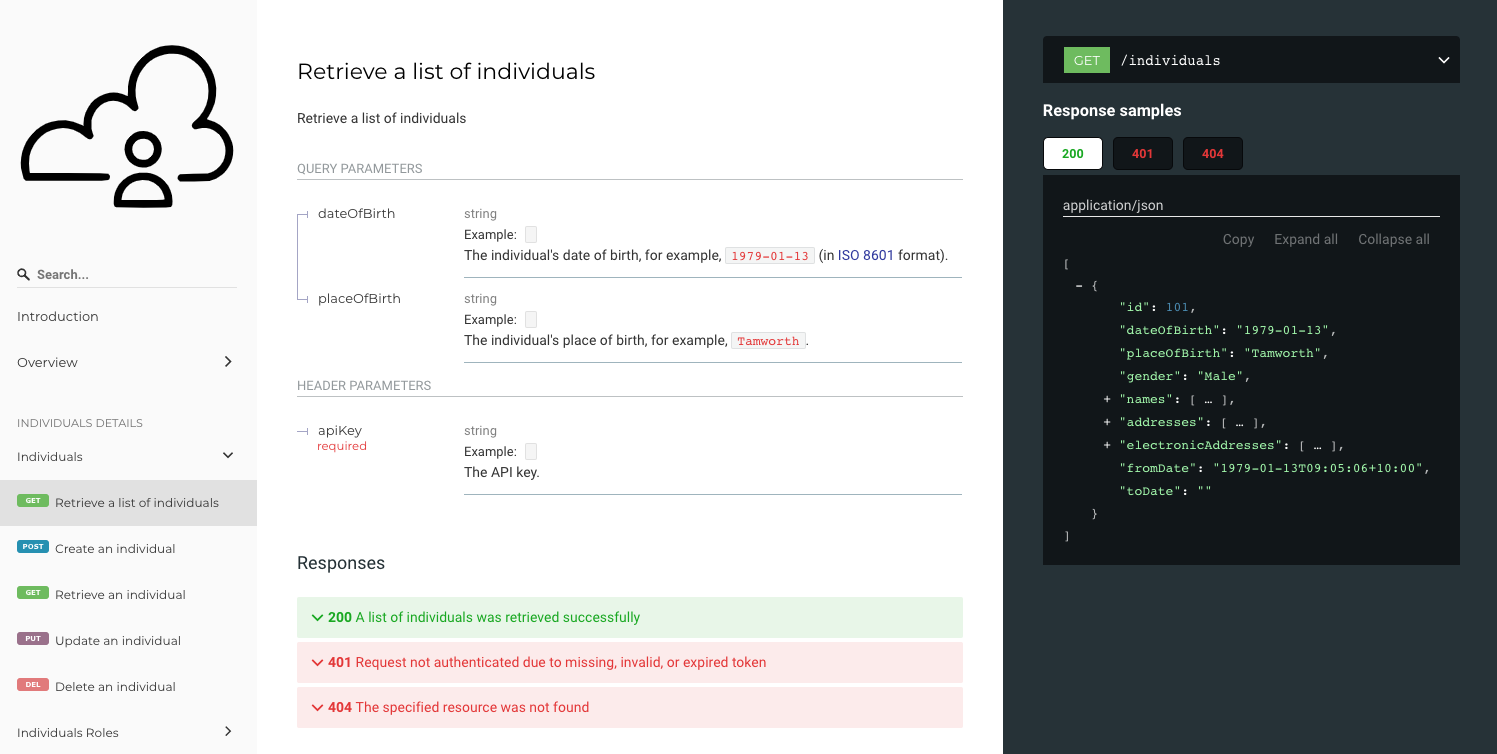 Search...
Introduction
Overview
INDIVIDUALS DETAILS
Individuals
GET Retrieve a list of individuals
POST Create an individual
GET Retrieve an individual
PUT Update an individual
DEL Delete an individual
Individuals Roles
Retrieve a list of individuals
Retrieve a list of individuals
QUERY PARAMETERS
dateOfBirth
string
Example:
The individual's date of birth, for example, 1979-01-13 (in ISO 8601 format).
placeOfBirth
string
Example:
The individual's place of birth, for example, Tamworth.
HEADER PARAMETERS
apiKey
required
string
Example:
The API key.
Responses
200 A list of individuals was retrieved successfully
401 Request not authenticated due to missing, invalid, or expired token
404 The specified resource was not found
GET /individuals
Response samples
200 401 404
application/json
Copy Expand all Collapse all
[
- {
"id": 101,
"dateOfBirth": "1979-01-13",
"placeOfBirth": "Tamworth",
"gender": "Male",
+ "names": [ … ],
+ "addresses": [ … ],
+ "electronicAddresses": [ … ],
"fromDate": "1979-01-13T09:05:06+10:00",
"toDate": ""
}
]